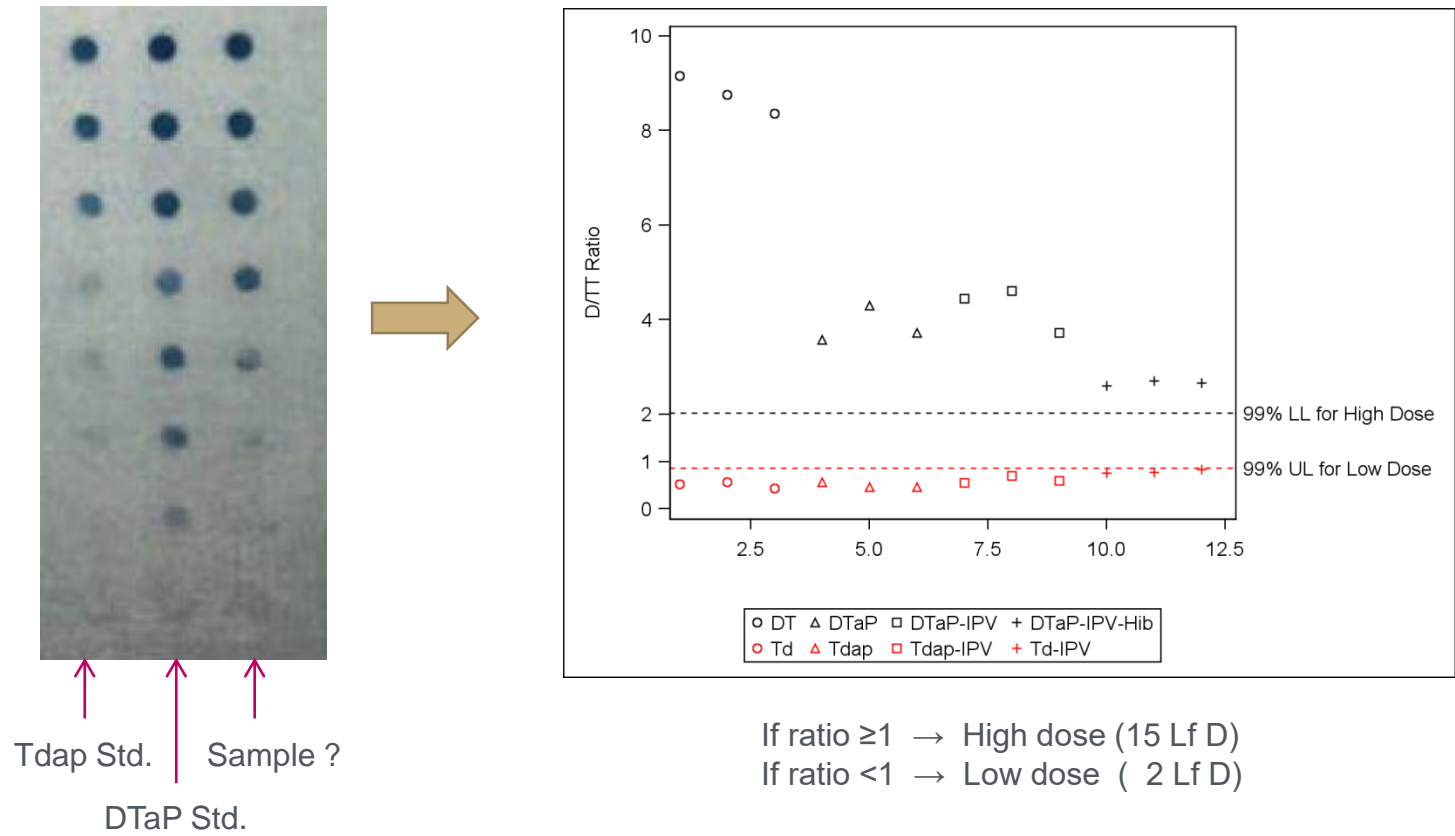 10
8
6
4
2
1
0
D/TT Ratio
2.5 5.0 7.5 10.0 12.5
99% LL for High Dose
99% UL for Low Dose
DT DTaP DTaP-IPV DTaP-IPV-Hib
Td Tdap Tdap-IPV Td-IPV
Tdap Std. Sample ?
DTaP Std.
If ratio ≥1 → High dose (15 Lf D)
If ratio <1 → Low dose ( 2 Lf D)